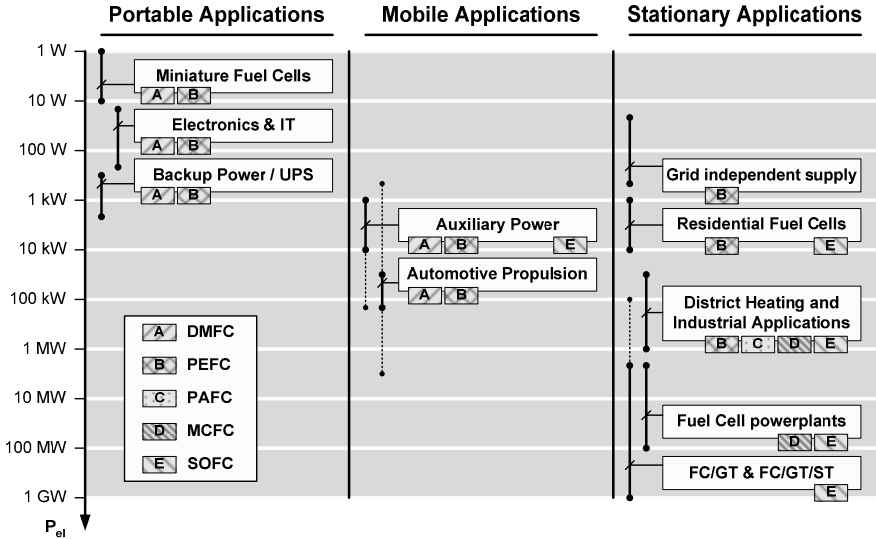 Portable Applications
Mobile Applications
Stationary Applications
1 W
10 W
100 W
1 kW
10 kW
100 kW
1 MW
10 MW
100 MW
1 GW
P el
Miniature Fuel Cells
A B
Electronics & IT
A B
Backup Power / UPS
A B
A DMFC
B PEFC
C PAFC
D MCFC
E SOFC
Auxiliary Power
A B E
Automotive Propulsion
A B
Grid independent supply
B
Residential Fuel Cells
B E
District Heating and
Industrial Applications
B C D E
Fuel Cell powerplants
D E
FC/GT & FC/GT/ST
E